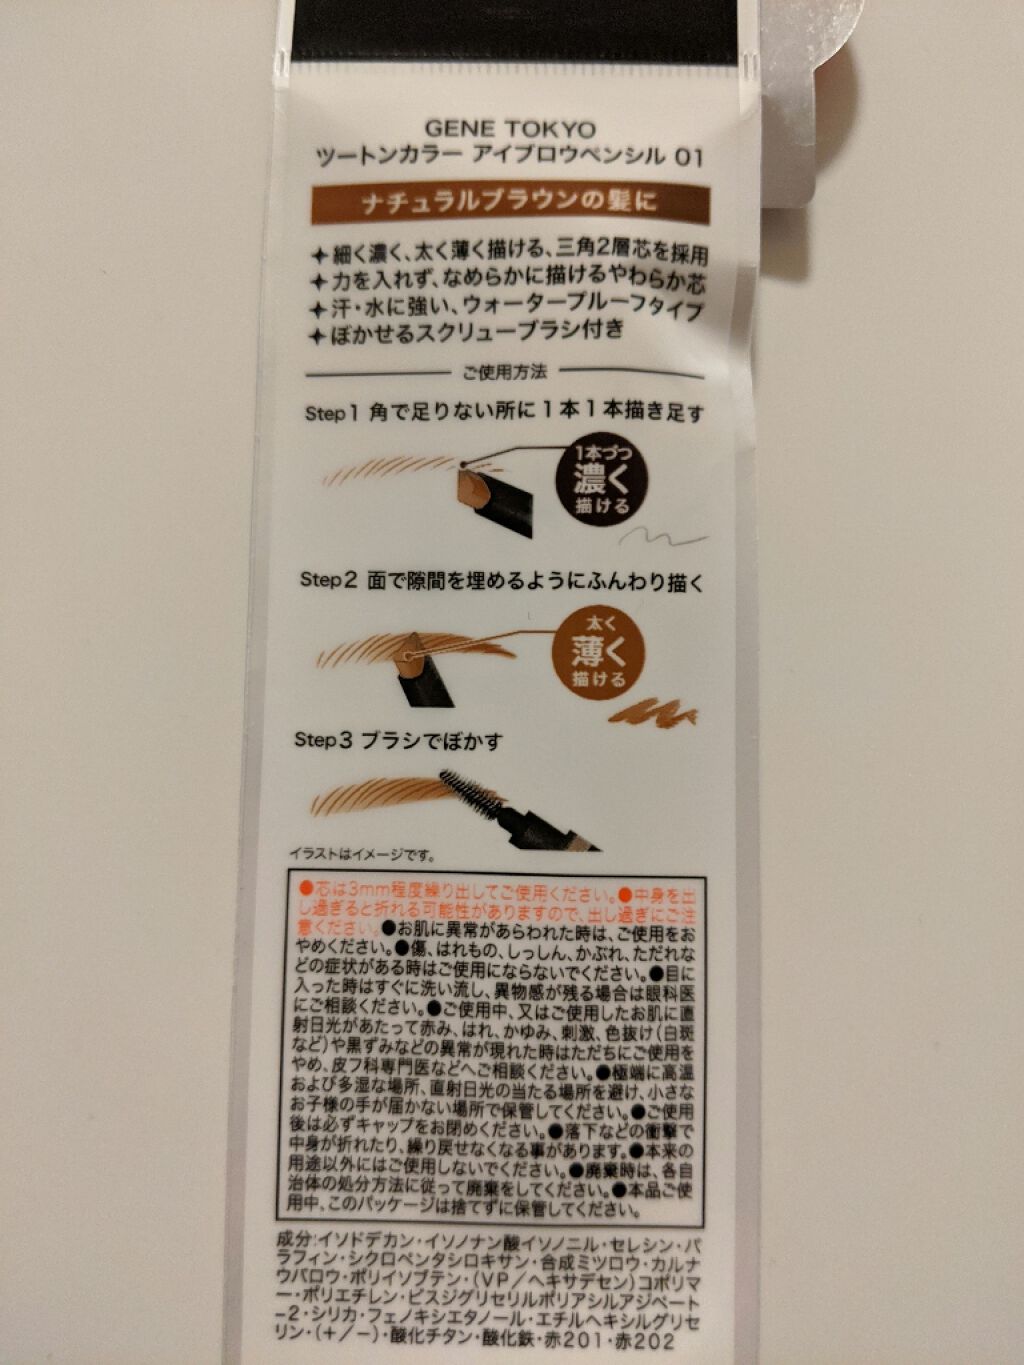 GENE TOKYO
ツートンカラー アイブロウペンシル 01
ナチュラルブラウンの髪に
細く濃く、太く薄く描ける、三角2層芯を採用
力を入れず、なめらかに描けるやわらか芯
汗・水に強い、ウォータープルーフタイプ
ぼかせるスクリューブラシ付き
ご使用方法
Step1 角で足りない所に1本1本描き足す
1本づつ
濃く
描ける
Step2 面で隙間を埋めるようにふんわり描く
太く
薄く
描ける
Step3 ブラシでぼかす
イラストはイメージです。
●芯は3mm程度繰り出してご使用ください。●中身を出
し過ぎると折れる可能性がありますので、出し過ぎにご注
意ください。●お肌に異常があらわれた時は、ご使用をお
やめください。●傷、はれもの、しっしん、かぶれ、ただれな
どの症状がある時はご使用にならないでください。●目に
入った時はすぐに洗い流し、異物感が残る場合は眼科医
にご相談ください。●ご使用中、又はご使用したお肌に直
射日光があたって赤み、はれ、かゆみ、刺激、色抜け(白斑
など)や黒ずみなどの異常が現れた時はただちにご使用を
やめ、皮フ科専門医などへご相談ください。●極端に高温
および多湿な場所、直射日光の当たる場所を避け、小さな
お子様の手が届かない場所で保管してください。●ご使用
後は必ずキャップをお閉めください。●落下などの衝撃で
中身が折れたり、繰り戻せなくなる事があります。●本来の
用途以外にはご使用しないでください。●廃棄時は、各自
治体の処分方法に従って廃棄をしてください。●本品ご使
用中、このパッケージは捨てずに保管してください。
成分:イソドデカン・イソノナン酸イソノニル・セレシン・パ
ラフィン・シクロペンタシロキサン・合成ミツロウ・カルナ
ウバロウ・ポリイソブテン・(VP/ヘキサデセン)コポリマ
ー・ポリエチレン・ビスジグリセリルポリアシルアジペート
-2・シリカ・フェノキシエタノール・エチルヘキシルグリセ
リン・(+/-)・酸化チタン・酸化鉄・赤201・赤202